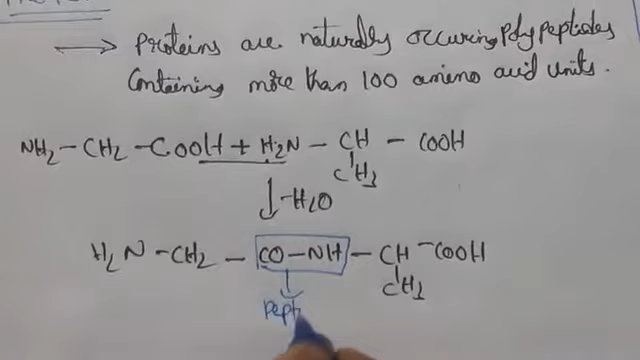 Proteins are naturally occuring Polypeptides
Containing more than 100 amino acid units.
NH2 – CH2 – COOH + H2N – CH – COOH
CH3
-H2O
H2N – CH2 – CO – NH – CH – COOH
CH3
pept